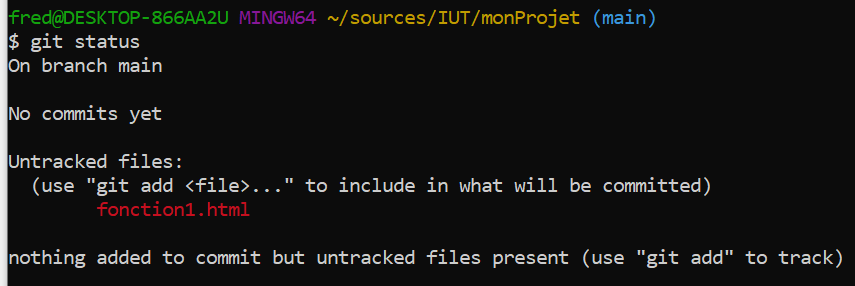 fred@DESKTOP-866AA2U MINGW64 ~/sources/IUT/monProjet (main)
$ git status
On branch main
No commits yet
Untracked files:
(use "git add <file>..." to include in what will be committed)
fonction1.html
nothing added to commit but untracked files present (use "git add" to track)